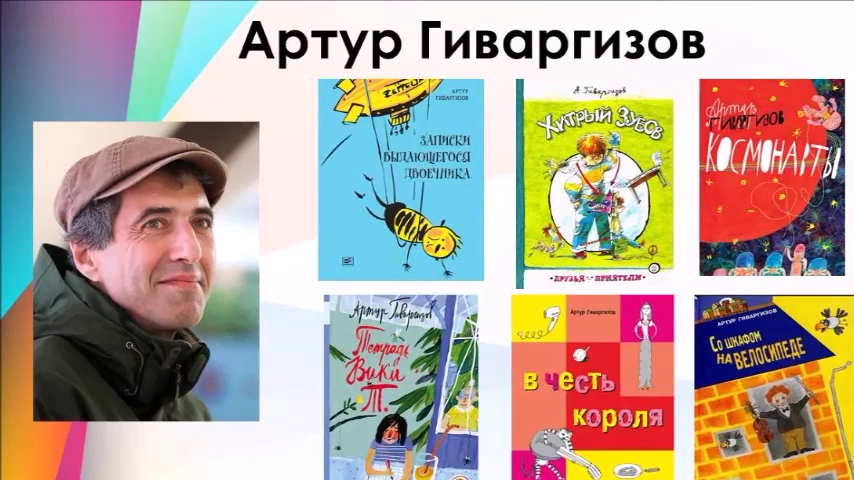 Артур Гиваргизов
АРТУР
ГИВАРГИЗОВ
ЗАПИСКИ
ВЫДАЮЩЕГОСЯ
ДВОЕЧНИКА
А. Гиваргизов
ХИТРЫЙ ЗУБОВ
ДРУЗЬЯ-ПРИЯТЕЛИ
Артур
ГИВАРГИЗОВ
КОСМОНАВТЫ
Артур Гиваргизов
Тетрадь
Вики
Т.
Артур Гиваргизов
в честь
короля
АРТУР ГИВАРГИЗОВ
Со шкафом
на велосипеде